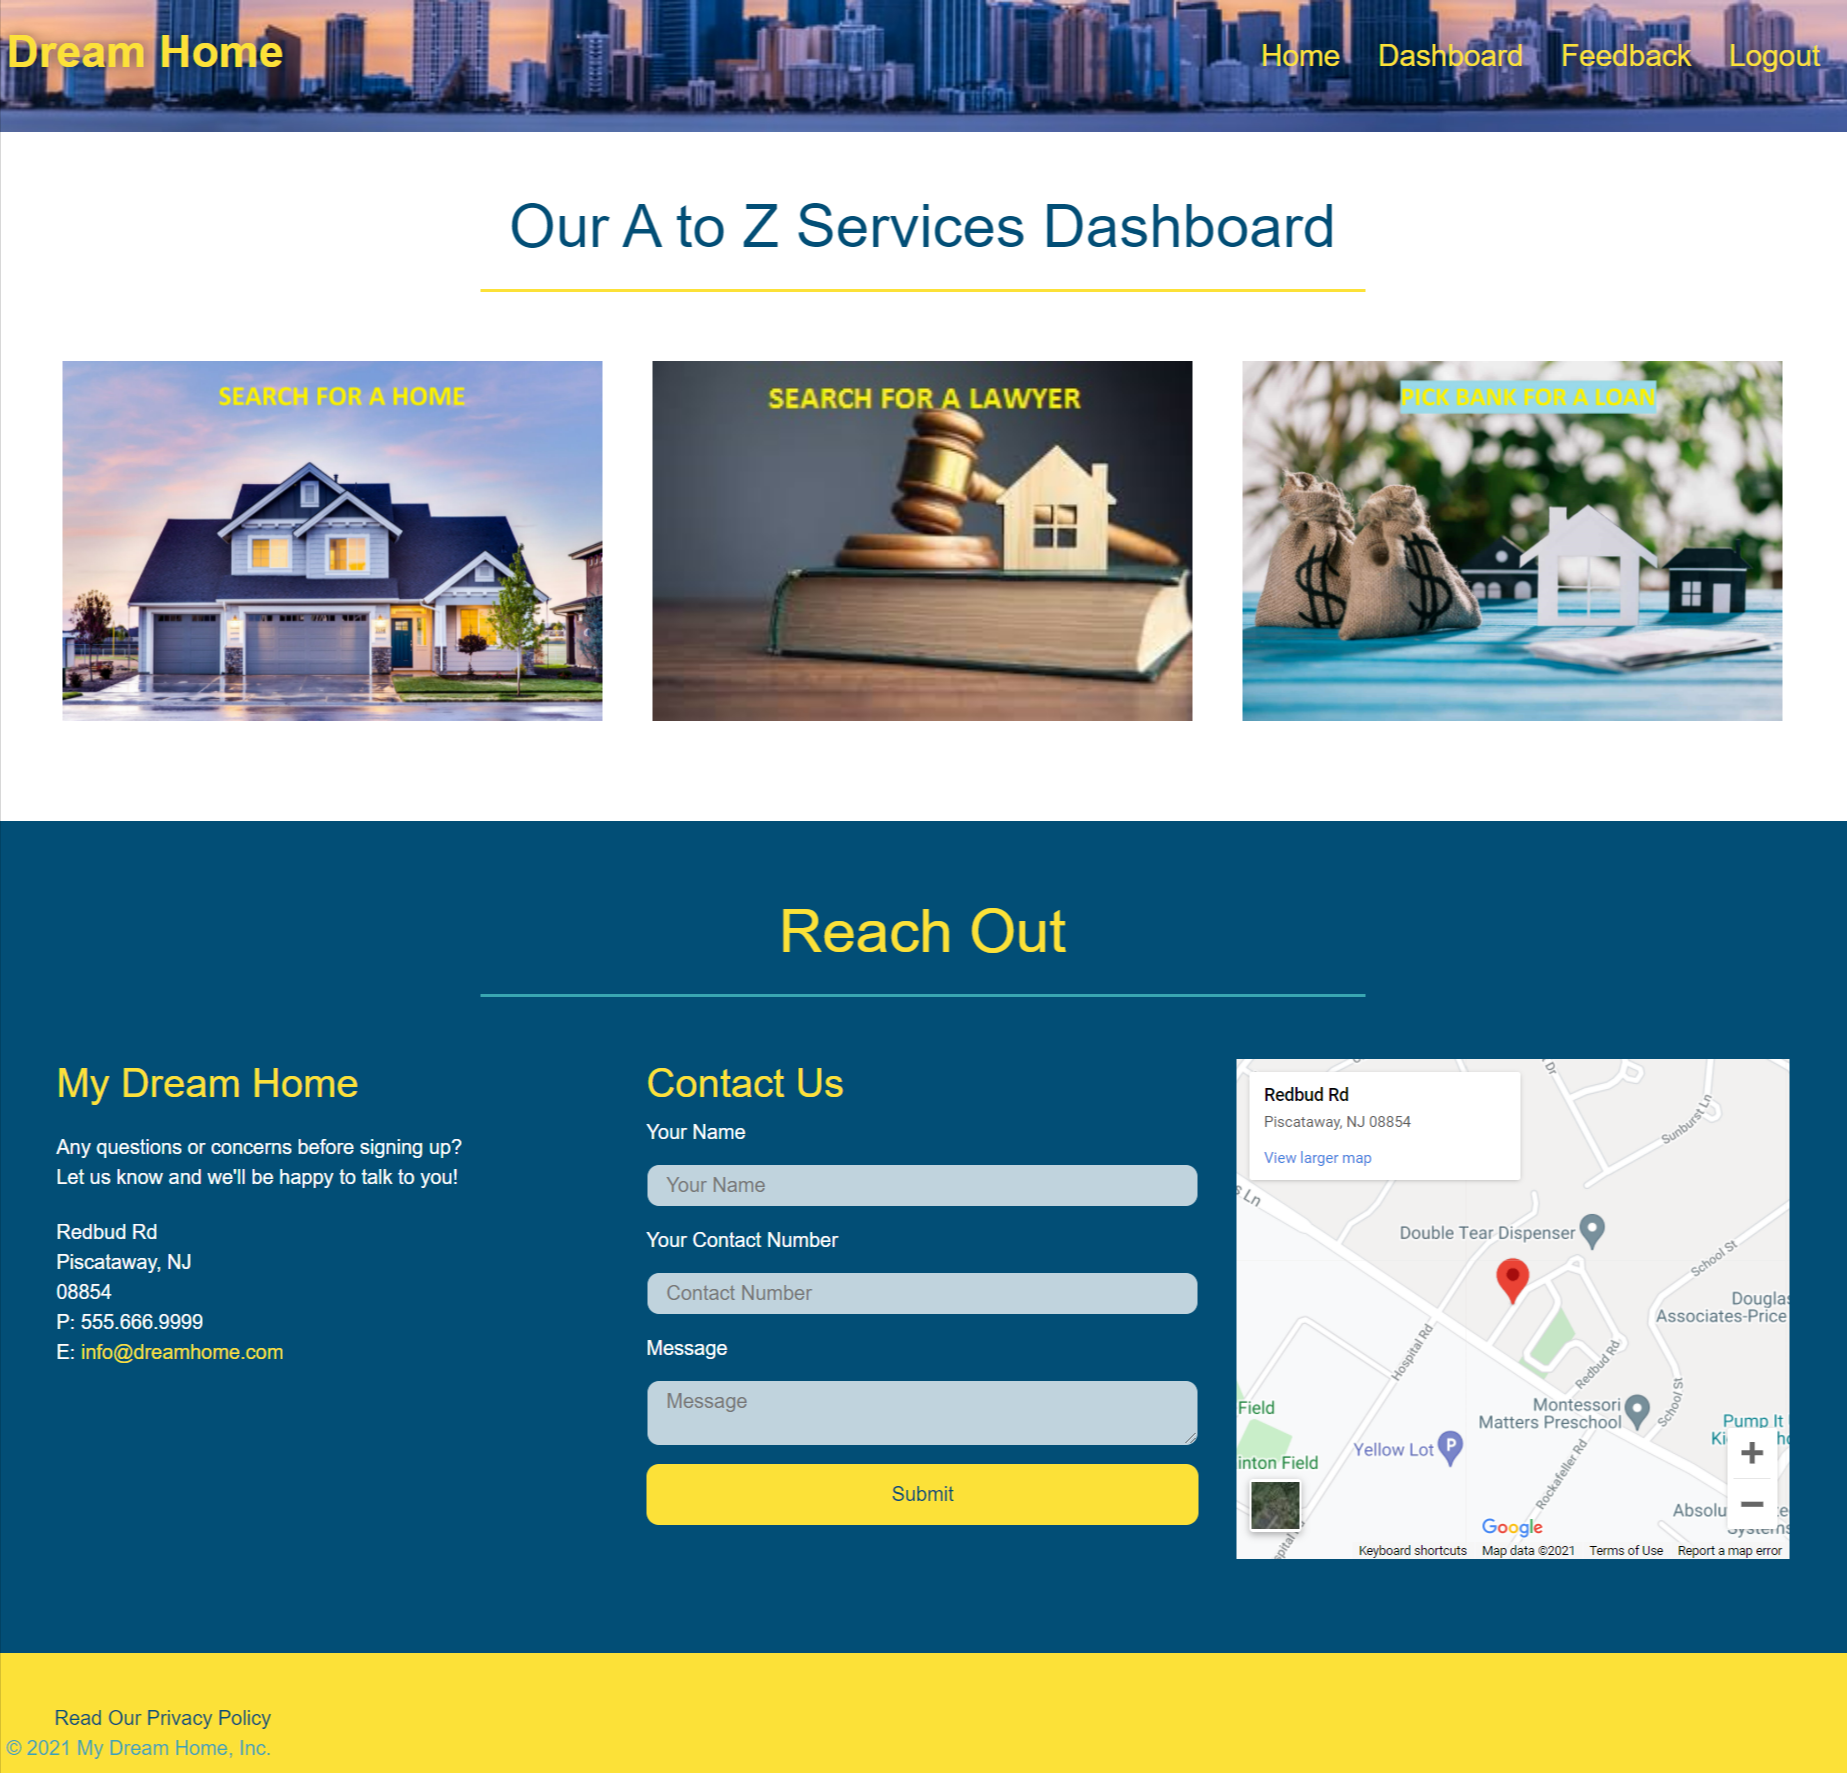 Dream Home
Home Dashboard Feedback Logout
Our A to Z Services Dashboard
SEARCH FOR A HOME
SEARCH FOR A LAWYER
PICK BANK FOR A LOAN
Reach Out
My Dream Home
Any questions or concerns before signing up?
Let us know and we'll be happy to talk to you!
Redbud Rd
Piscataway, NJ
08854
P: 555.666.9999
E: info@dreamhome.com
Contact Us
Your Name
Your Name
Your Contact Number
Contact Number
Message
Message
Submit
Redbud Rd
Piscataway, NJ 08854
View larger map
Dr
Sunburst Ln
s Ln
Double Tear Dispenser
School St
Douglas
Associates-Price
Hospital Rd
Redbud Rd
School St
Field
Montessori
Matters Preschool
Pump It
Yellow Lot
P
inton Field
Rockafeller Rd
Absolu
Google
Keyboard shortcuts Map data ©2021 Terms of Use Report a map error
Read Our Privacy Policy
© 2021 My Dream Home, Inc.